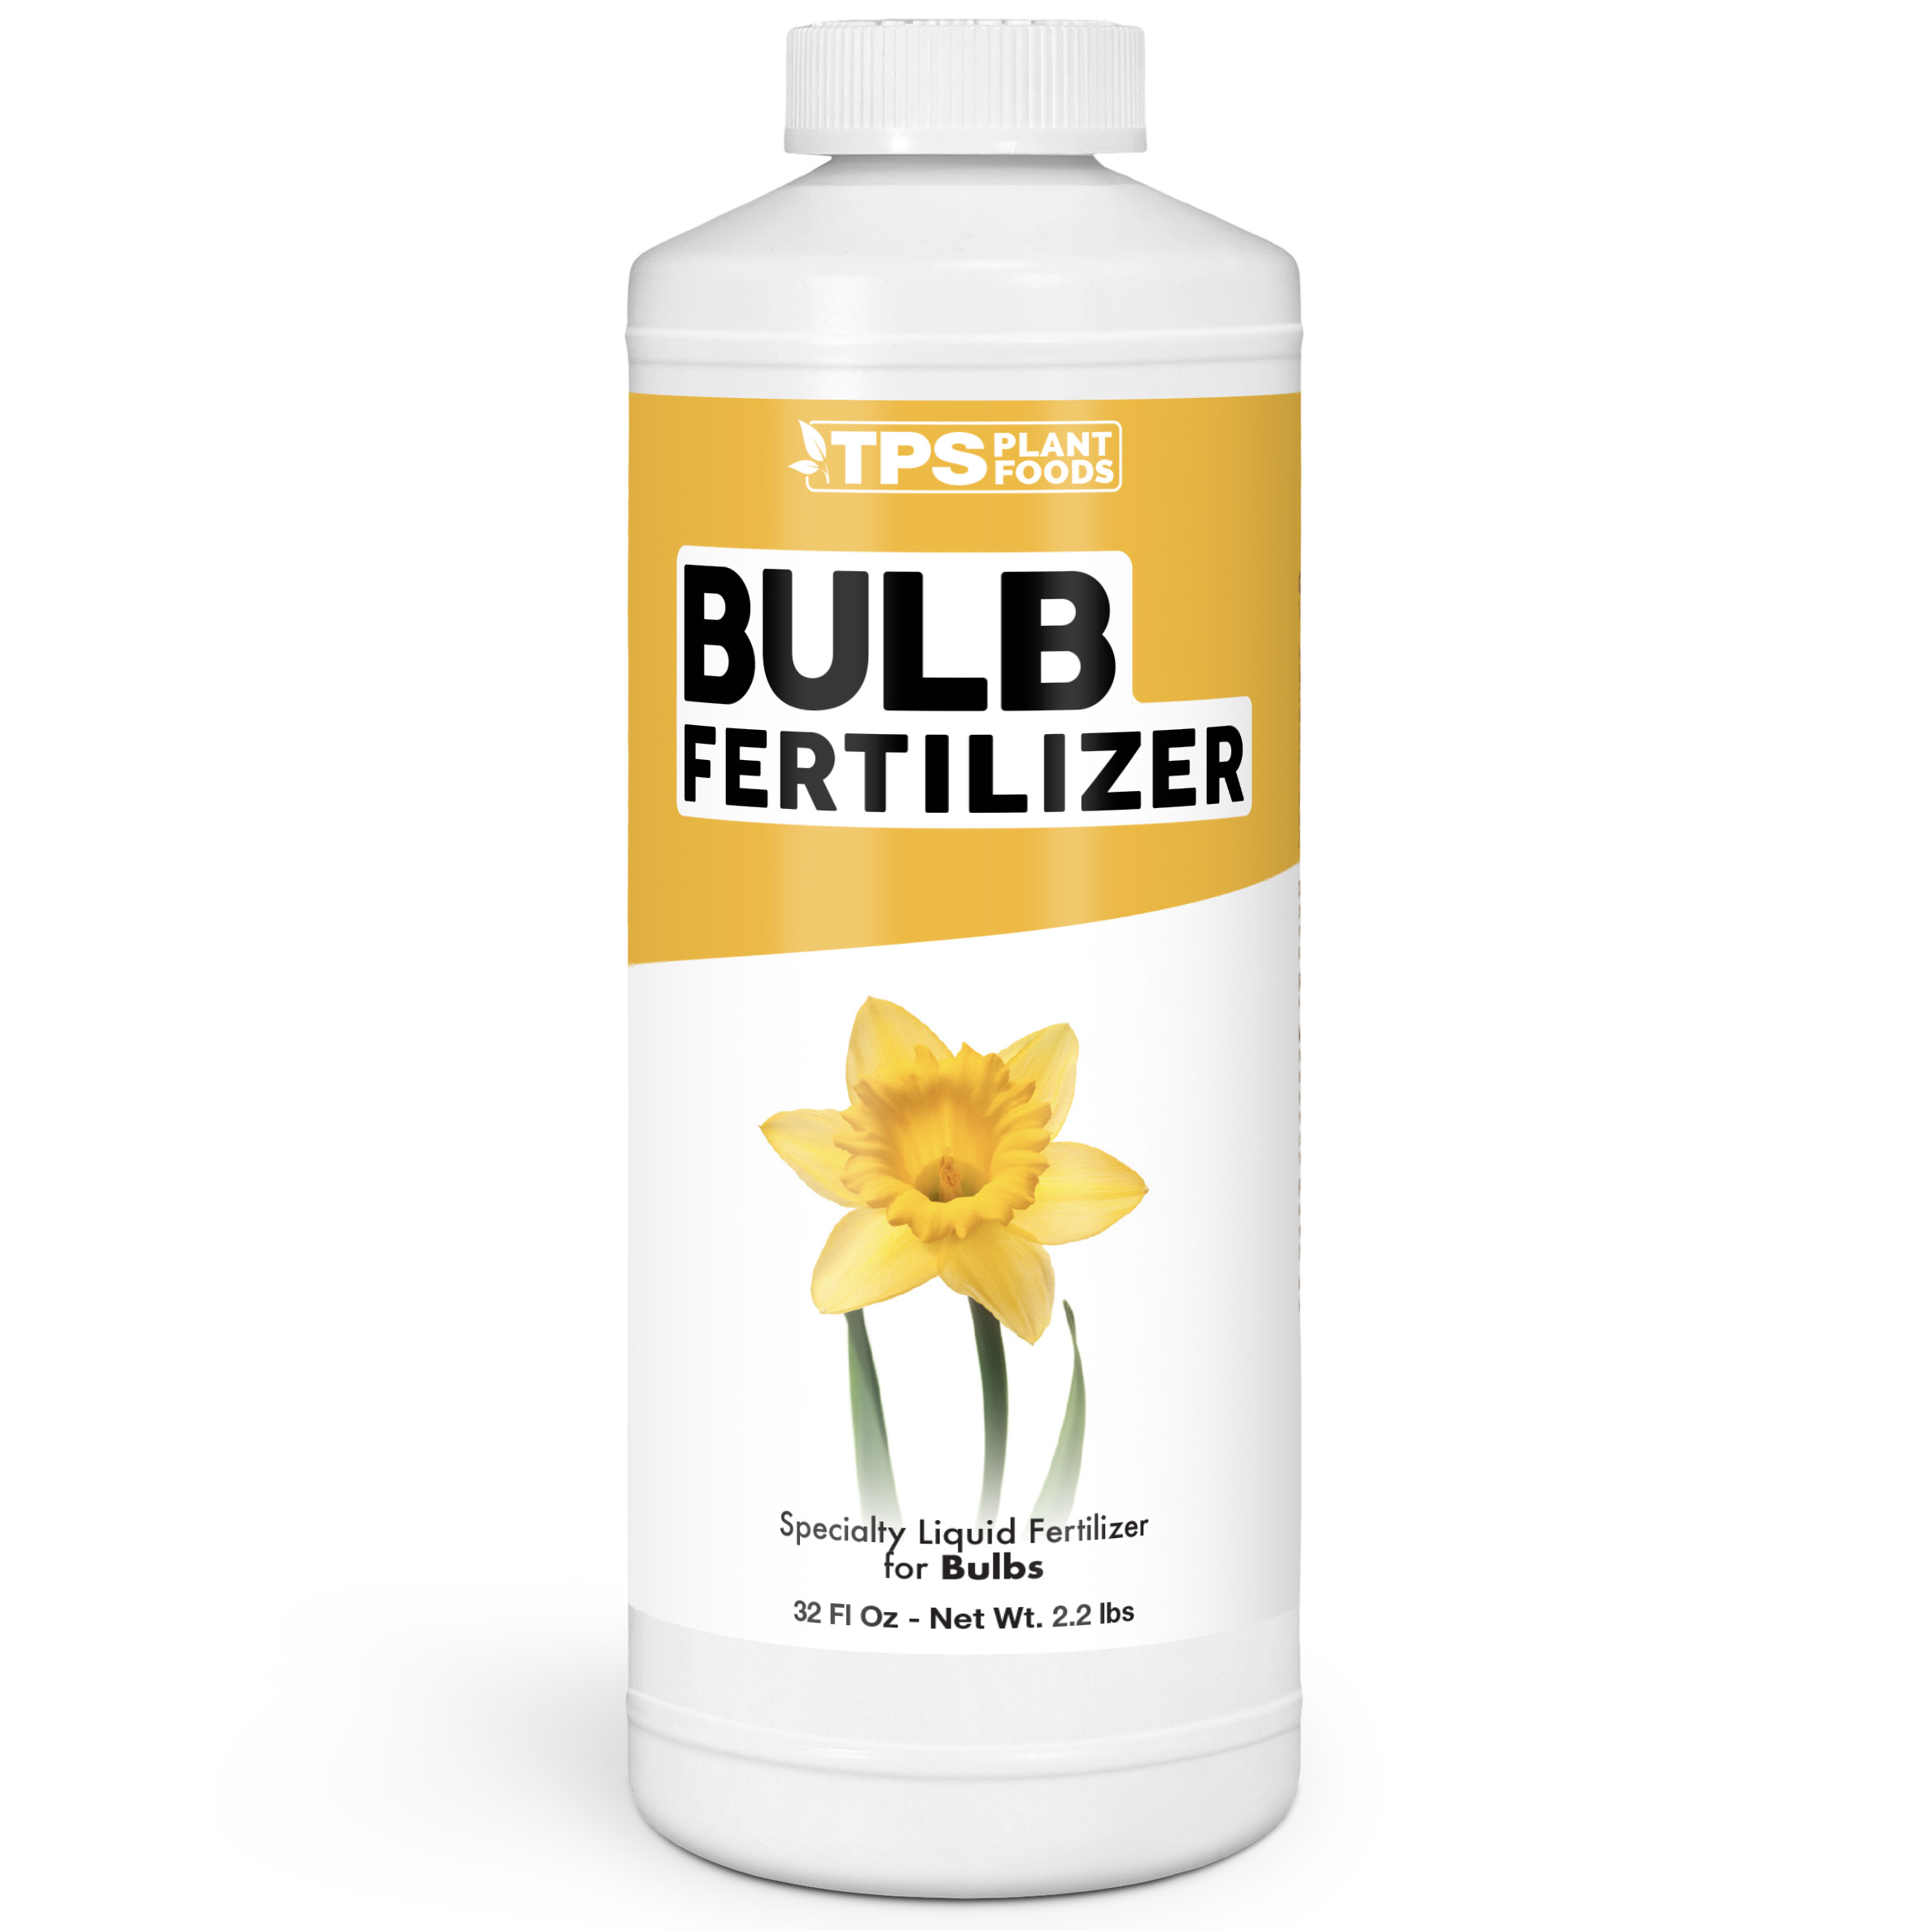 TPS PLANT FOODS
BULB
FERTILIZER
Specialty Liquid Fertilizer
for Bulbs
32 Fl Oz - Net Wt. 2.2 lbs